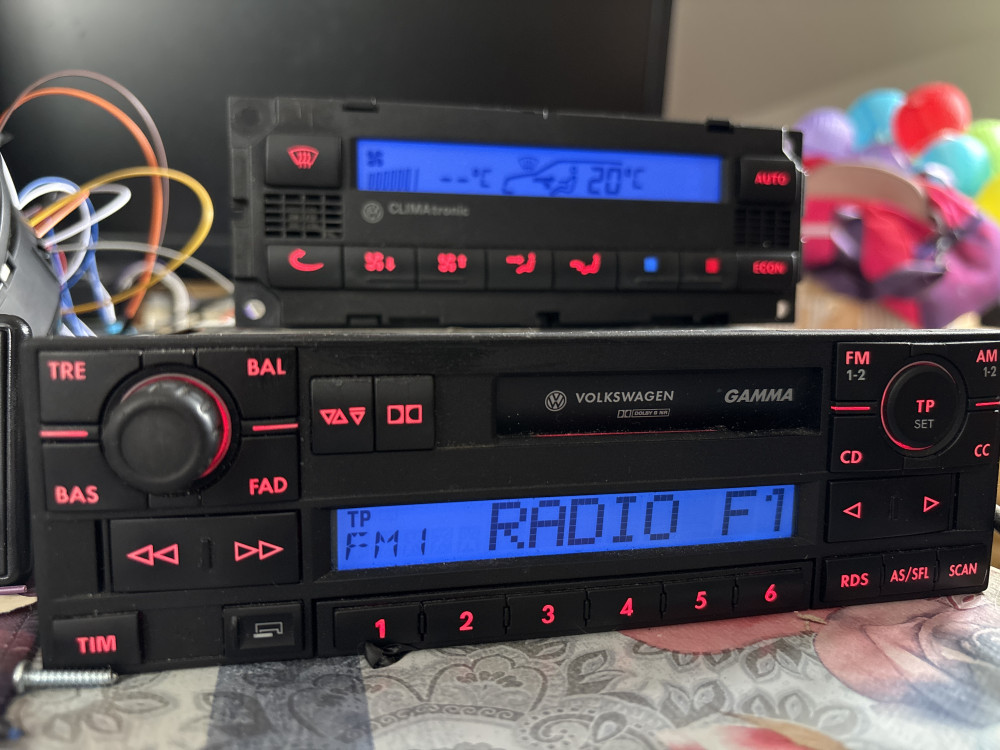 --°C 20°C
AUTO
CLIMAtronic
ECON
TRE BAL
VOLKSWAGEN GAMMA
DOLBY B NR
FM AM
1-2 1-2
TP
SET
BAS FAD
CD CC
TP
FM1 RADIO F1
1 2 3 4 5 6
RDS AS/SFL SCAN
TIM